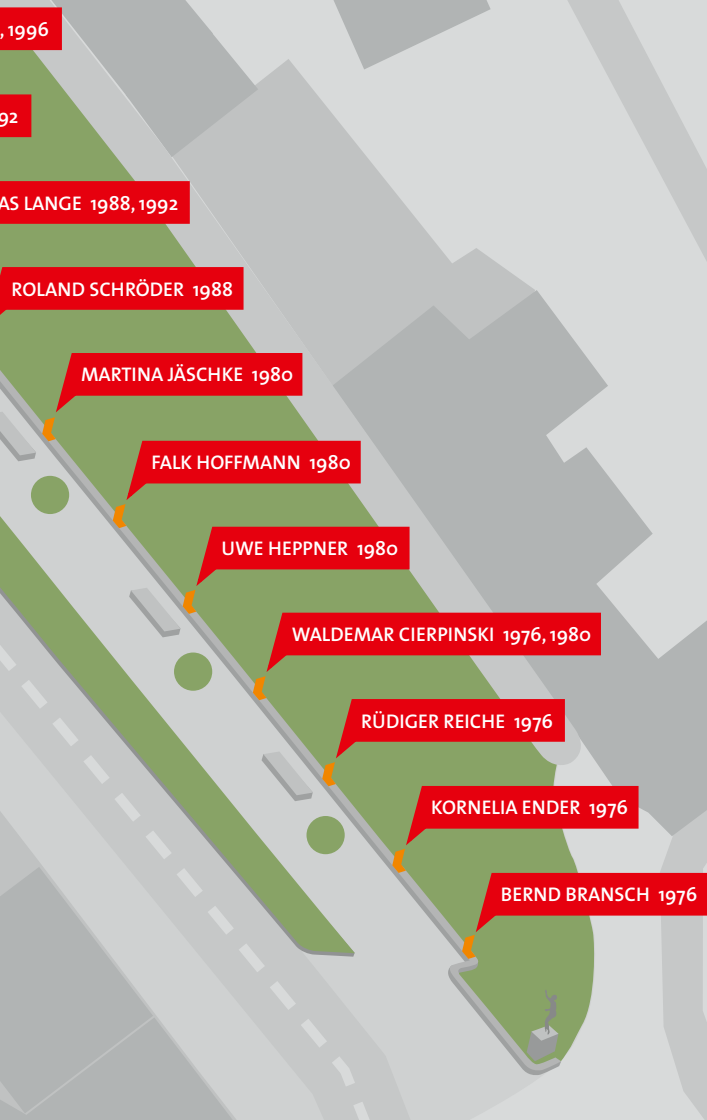 , 1996
92
AS LANGE 1988, 1992
ROLAND SCHRÖDER 1988
MARTINA JÄSCHKE 1980
FALK HOFFMANN 1980
UWE HEPPNER 1980
WALDEMAR CIERPINSKI 1976, 1980
RÜDIGER REICHE 1976
KORNELIA ENDER 1976
BERND BRANSCH 1976